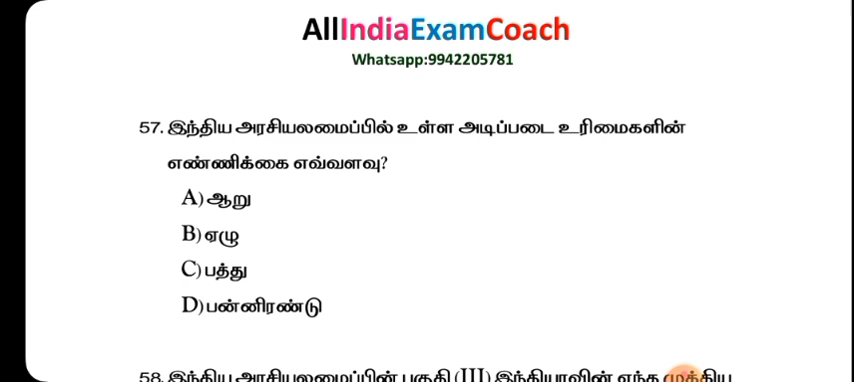 AllIndiaExamCoach
Whatsapp:9942205781
57. இந்திய அரசியலமைப்பில் உள்ள அடிப்படை உரிமைகளின்
எண்ணிக்கை எவ்வளவு?
A) ஆறு
B) ஏழு
C) பத்து
D) பன்னிரண்டு
58. இந்திய அரசியலமைப்பின் பகுதி (III) இந்தியாவின் எந்த முக்கிய